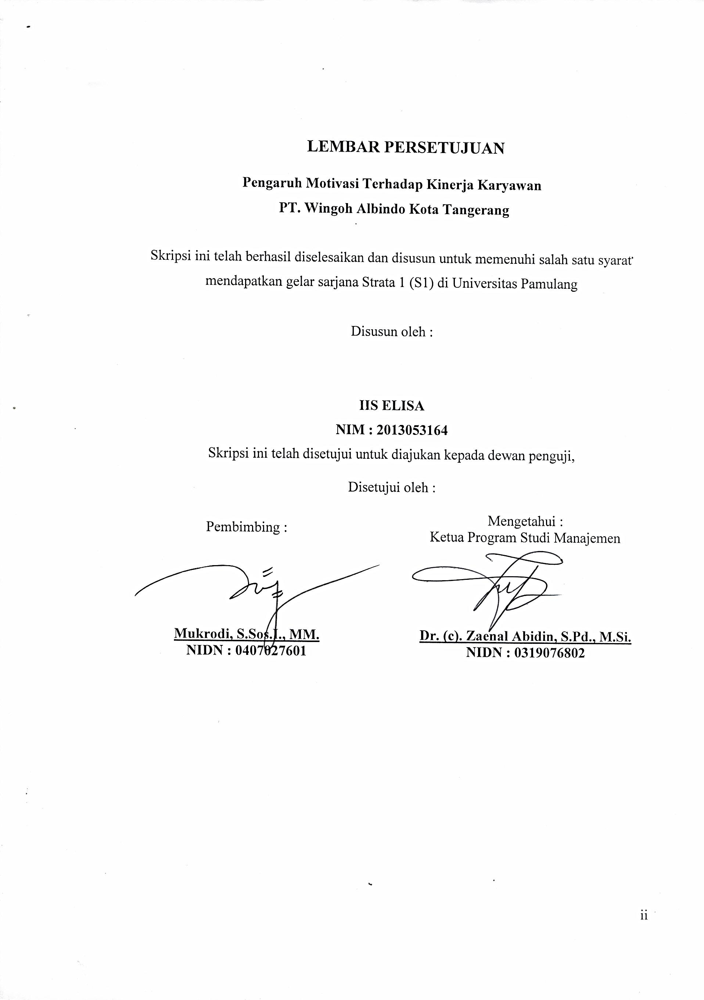 LEMBAR PERSETUJUAN
Pengaruh Motivasi Terhadap Kinerja Karyawan
PT. Wingoh Albindo Kota Tangerang
Skripsi ini telah berhasil diselesaikan dan disusun untuk memenuhi salah satu syarat
mendapatkan gelar sarjana Strata 1 (S1) di Universitas Pamulang
Disusun oleh :
IIS ELISA
NIM : 2013053164
Skripsi ini telah disetujui untuk diajukan kepada dewan penguji,
Disetujui oleh :
Pembimbing :
Mengetahui :
Ketua Program Studi Manajemen
Mukrodi, S.Sos.I., MM.
NIDN : 0407027601
Dr. (c). Zaenal Abidin, S.Pd., M.Si.
NIDN : 0319076802
ii